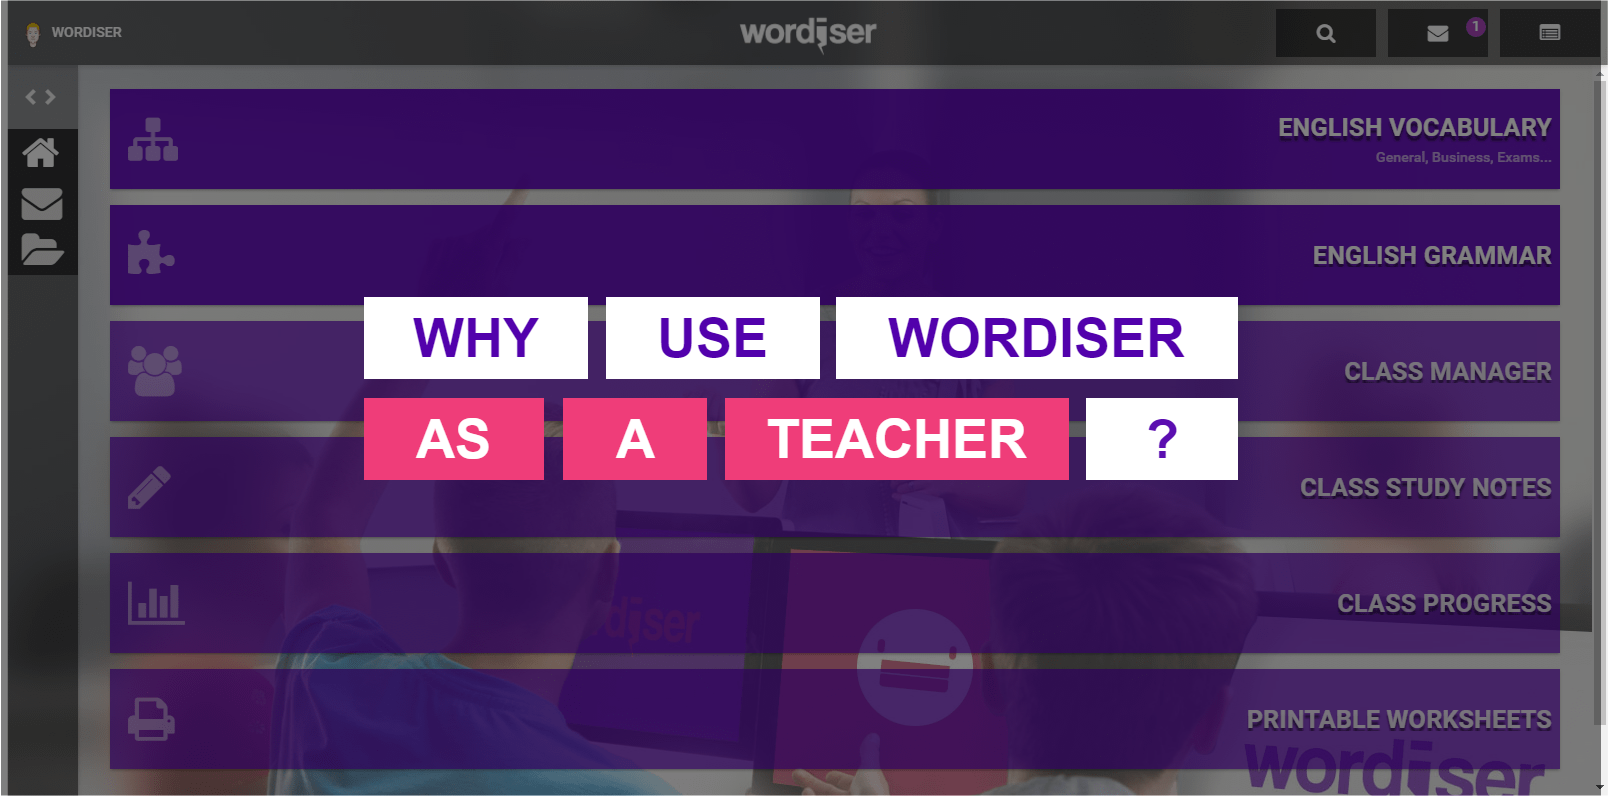 WORDISER
wordiser
1
ENGLISH VOCABULARY
General, Business, Exams...
ENGLISH GRAMMAR
WHY USE WORDISER
CLASS MANAGER
AS A TEACHER ?
CLASS STUDY NOTES
CLASS PROGRESS
rdiser
PRINTABLE WORKSHEETS
wordiser